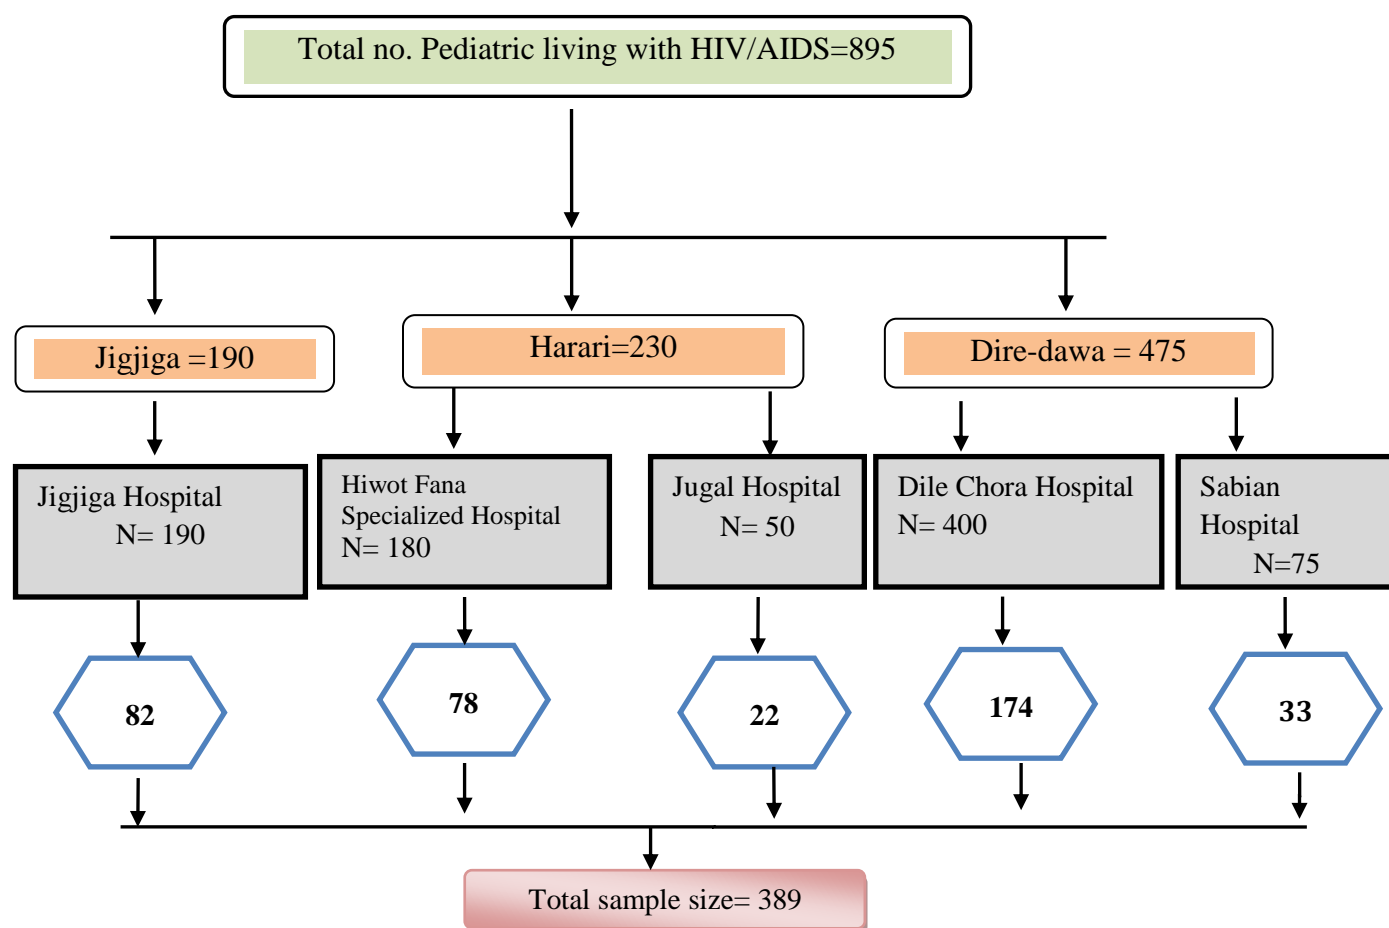 Total no. Pediatric living with HIV/AIDS=895
Jigjiga =190
Harari=230
Dire-dawa = 475
Jigjiga Hospital
N= 190
Hiwot Fana
Specialized Hospital
N= 180
Jugal Hospital
N= 50
Dile Chora Hospital
N= 400
Sabian
Hospital
N=75
82
78
22
174
33
Total sample size= 389